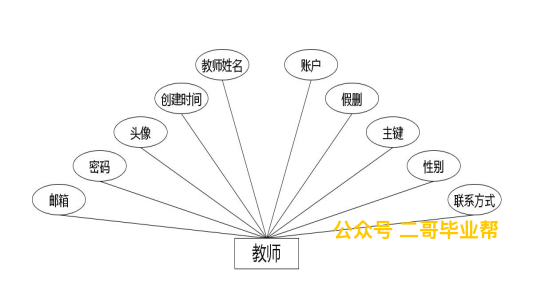 教师姓名 账户
创建时间 假删
头像 主键
密码 性别
邮箱 联系方式
公众号 二哥毕业帮
教师